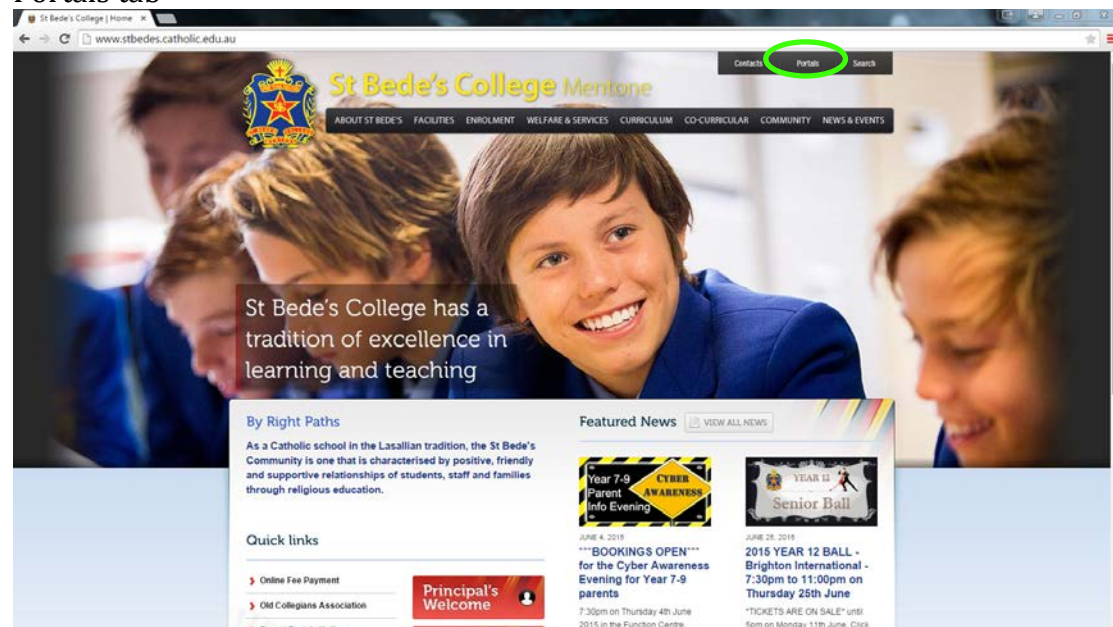 Portals tab
St Bede's College | Home
www.stbedes.catholic.edu.au
Contacts Portals Search
St Bede's College Mentone
ABOUT ST BEDE'S FACILITIES ENROLMENT WELFARE & SERVICES CURRICULUM CO-CURRICULAR COMMUNITY NEWS & EVENTS
St Bede's College has a
tradition of excellence in
learning and teaching
By Right Paths
As a Catholic school in the Lasallian tradition, the St Bede's
Community is one that is characterised by positive, friendly
and supportive relationships of students, staff and families
through religious education.
Quick links
Online Fee Payment
Old Collegians Association
Principal's
Welcome
Featured News VIEW ALL NEWS
Year 7-9
Parent
Info Evening
CYBER
AWARENESS
JUNE 4, 2015
***BOOKINGS OPEN***
for the Cyber Awareness
Evening for Year 7-9
parents
7:30pm on Thursday 4th June
2015 in the Function Centre.
YEAR 12
Senior Ball
JUNE 25, 2015
2015 YEAR 12 BALL -
Brighton International -
7:30pm to 11:00pm on
Thursday 25th June
*TICKETS ARE ON SALE* until
5pm on Monday 11th June. Click